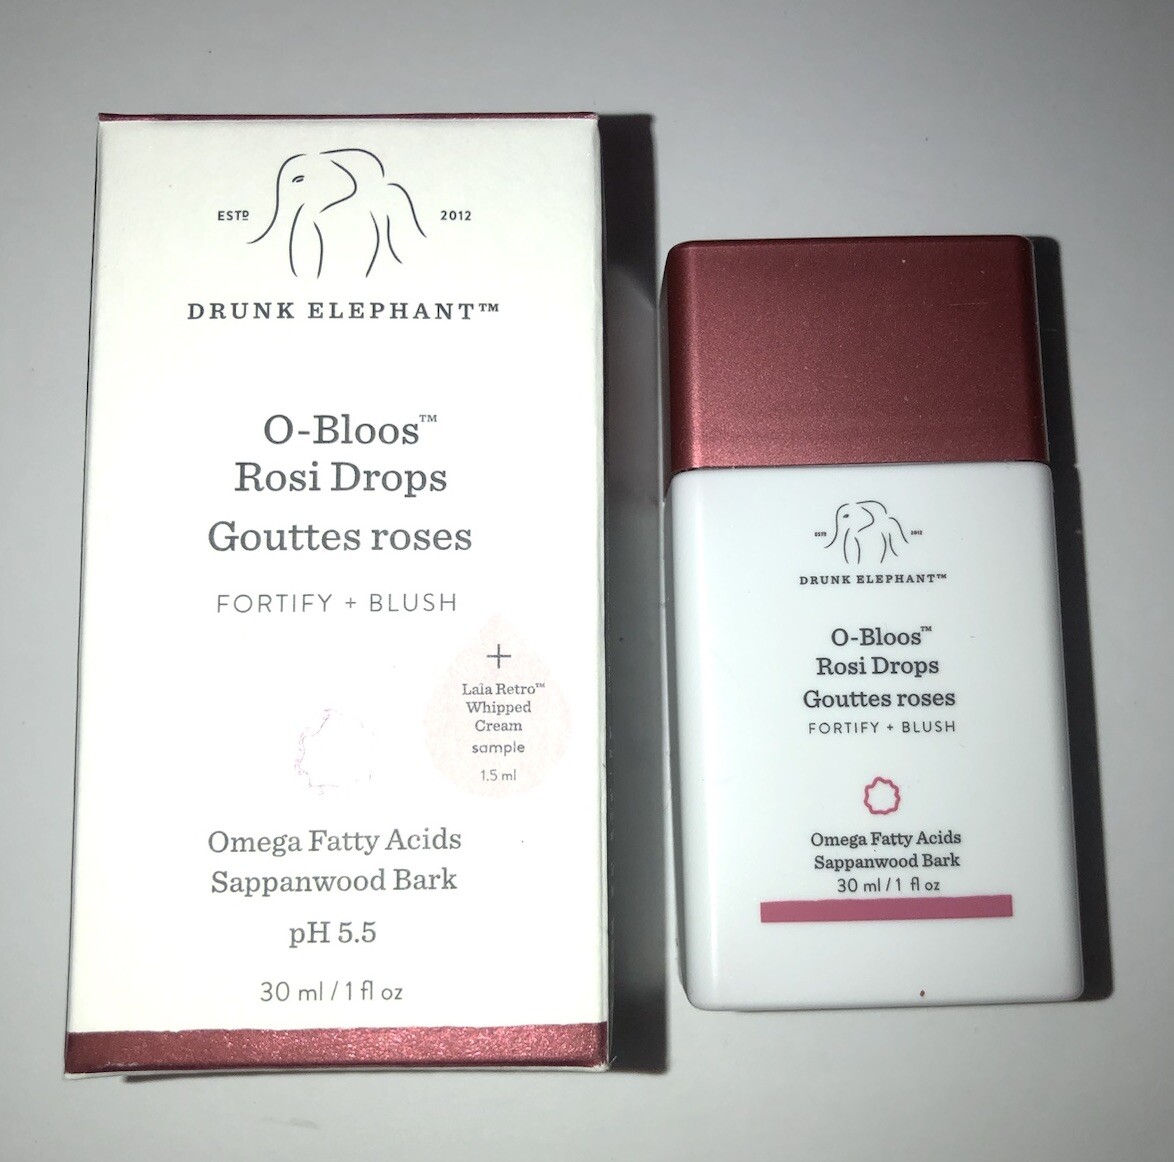 ESTD 2012
DRUNK ELEPHANT™
O-Bloos™
Rosi Drops
Gouttes roses
FORTIFY + BLUSH
+
Lala Retro™
Whipped
Cream
sample
1.5 ml
Omega Fatty Acids
Sappanwood Bark
pH 5.5
30 ml / 1 fl oz
ESTD 2012
DRUNK ELEPHANT™
O-Bloos™
Rosi Drops
Gouttes roses
FORTIFY + BLUSH
Omega Fatty Acids
Sappanwood Bark
30 ml / 1 fl oz